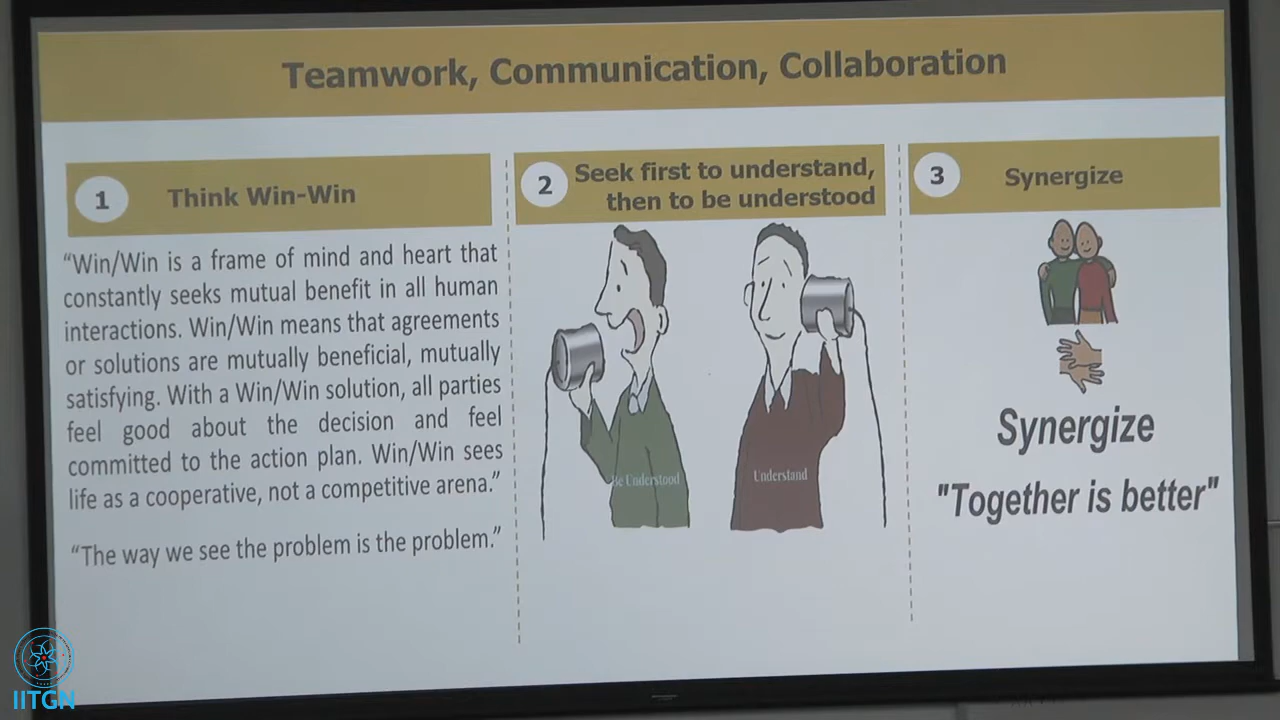 Teamwork, Communication, Collaboration
1
Think Win-Win
"Win/Win is a frame of mind and heart that
constantly seeks mutual benefit in all human
interactions. Win/Win means that agreements
or solutions are mutually beneficial, mutually
satisfying. With a Win/Win solution, all parties
feel good about the decision and feel
committed to the action plan. Win/Win sees
life as a cooperative, not a competitive arena."
"The way we see the problem is the problem."
2
Seek first to understand,
then to be understood
Be Understood
Understand
3
Synergize
Synergize
"Together is better"
IITGN